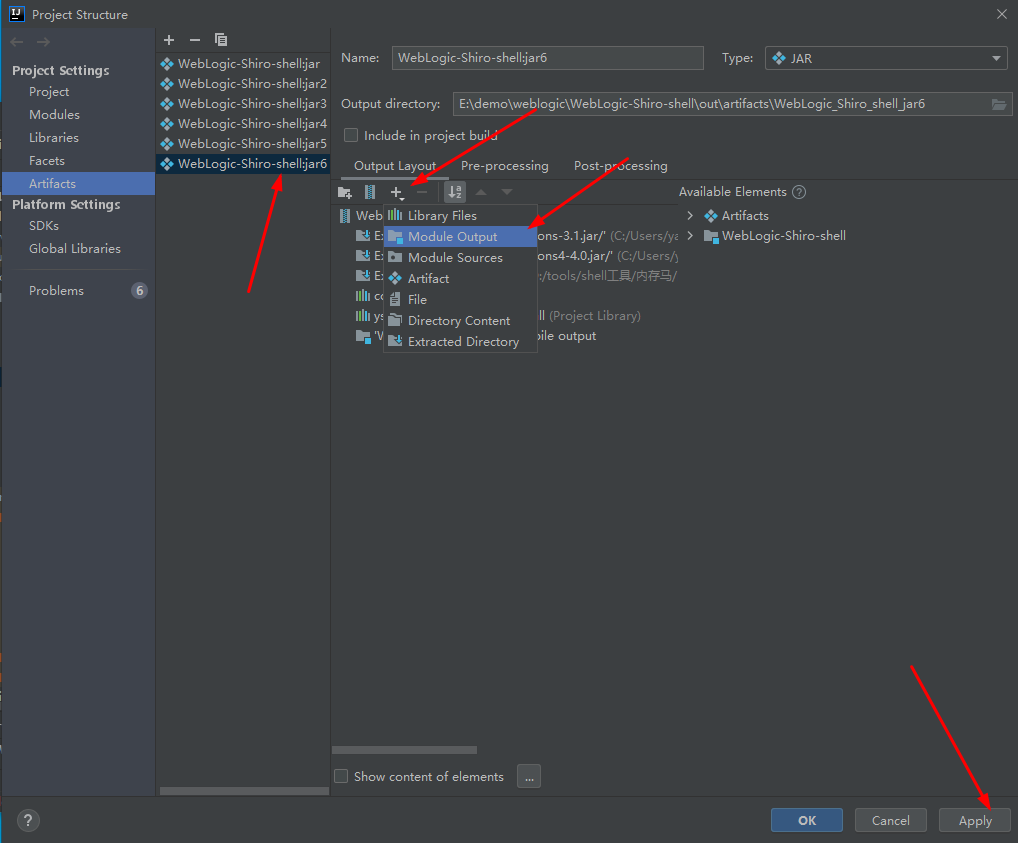 Project Structure
Project Settings
Project
Modules
Libraries
Facets
Artifacts
Platform Settings
SDKs
Global Libraries
Problems 6
WebLogic-Shiro-shell:jar
WebLogic-Shiro-shell:jar2
WebLogic-Shiro-shell:jar3
WebLogic-Shiro-shell:jar4
WebLogic-Shiro-shell:jar5
WebLogic-Shiro-shell:jar6
Name: WebLogic-Shiro-shell:jar6 Type: JAR
Output directory: E:\demo\weblogic\WebLogic-Shiro-shell\out\artifacts\WebLogic_Shiro_shell_jar6
Include in project build
Output Layout Pre-processing Post-processing
Available Elements ?
Web
Library Files
Module Output
Module Sources
Artifact
File
Directory Content
Extracted Directory
ons-3.1.jar/' (C:/Users/ya
ons4-4.0.jar/' (C:/Users/y
:/tools/shell工具/内存马/
co
ys ll (Project Library)
'W pile output
Artifacts
WebLogic-Shiro-shell
Show content of elements ...
? OK Cancel Apply